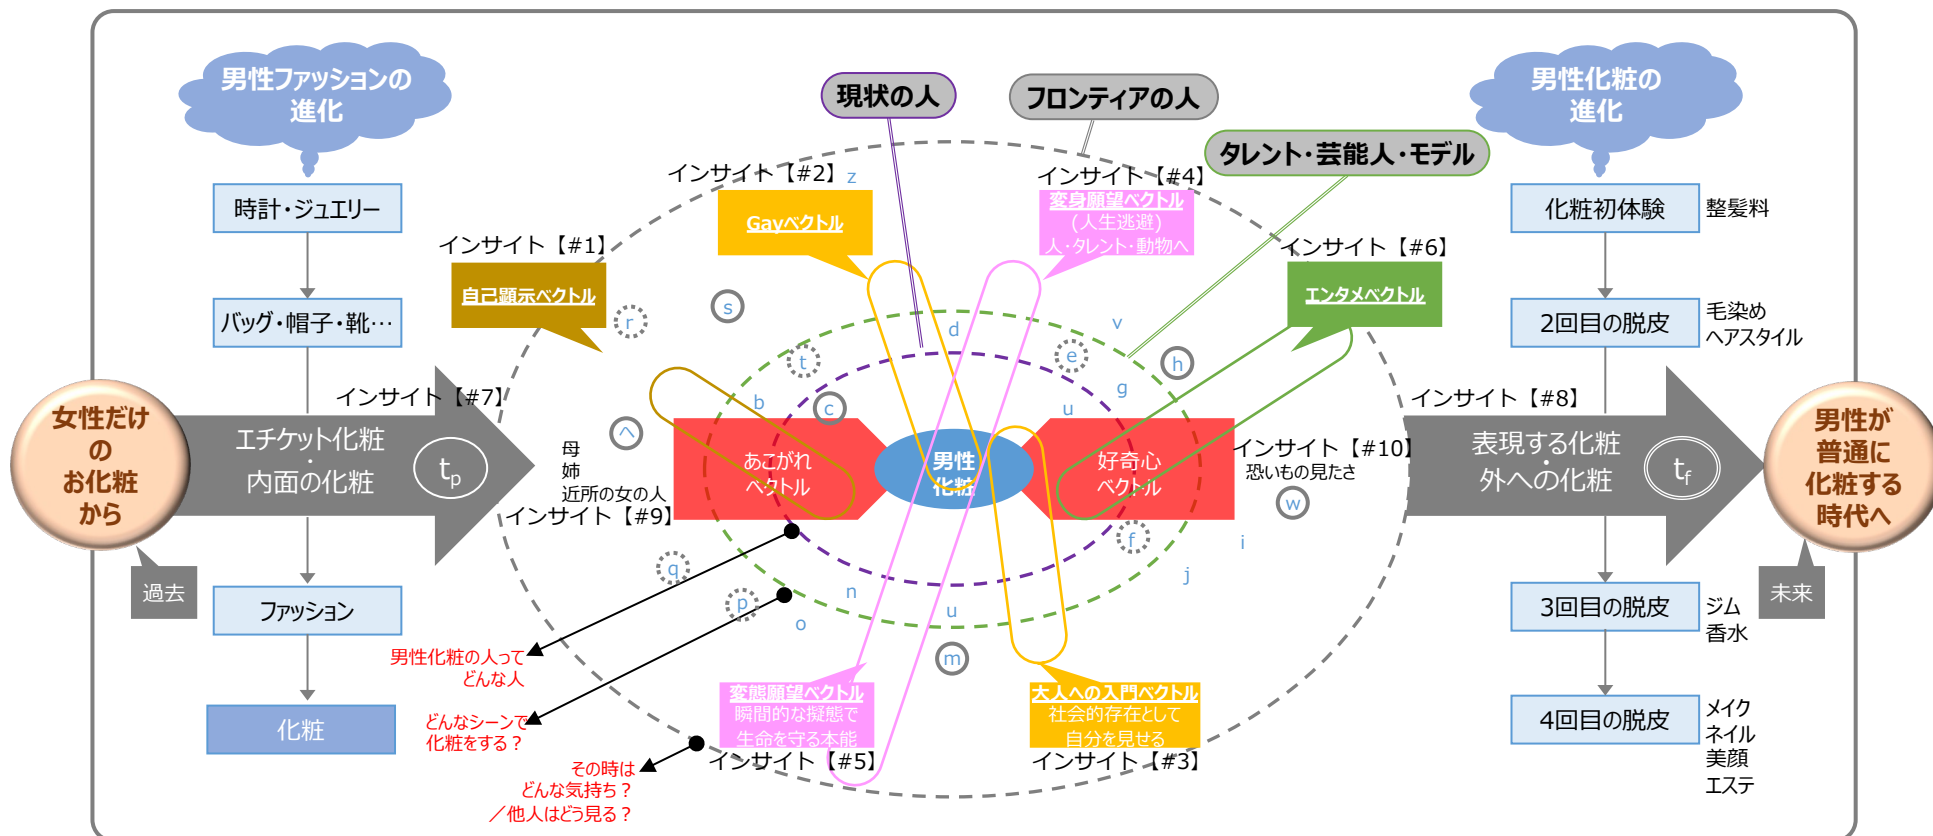 男性ファッションの
進化
時計・ジュエリー
バッグ・帽子・靴…
ファッション
化粧
女性だけ
の
お化粧
から
過去
インサイト【#7】
エチケット化粧
・
内面の化粧
tp
現状の人
フロンティアの人
タレント・芸能人・モデル
インサイト【#1】
自己顕示ベクトル
インサイト【#2】
Gayベクトル
インサイト【#4】
変身願望ベクトル
(人生逃避)
人・タレント・動物へ
インサイト【#6】
エンタメベクトル
z
r
s
t
d
v
e
h
b
c
u
g
へ
母
姉
近所の女の人
インサイト【#9】
あこがれ
ベクトル
男性
化粧
好奇心
ベクトル
インサイト【#10】
恐いもの見たさ
w
f
i
j
q
p
o
n
u
m
男性化粧の人って
どんな人
どんなシーンで
化粧をする？
その時は
どんな気持ち？
／他人はどう見る？
変態願望ベクトル
瞬間的な擬態で
生命を守る本能
インサイト【#5】
大人への入門ベクトル
社会的存在として
自分を見せる
インサイト【#3】
インサイト【#8】
表現する化粧
・
外への化粧
tf
男性化粧の
進化
化粧初体験
整髪料
2回目の脱皮
毛染め
ヘアスタイル
3回目の脱皮
ジム
香水
4回目の脱皮
メイク
ネイル
美顔
エステ
男性が
普通に
化粧する
時代へ
未来